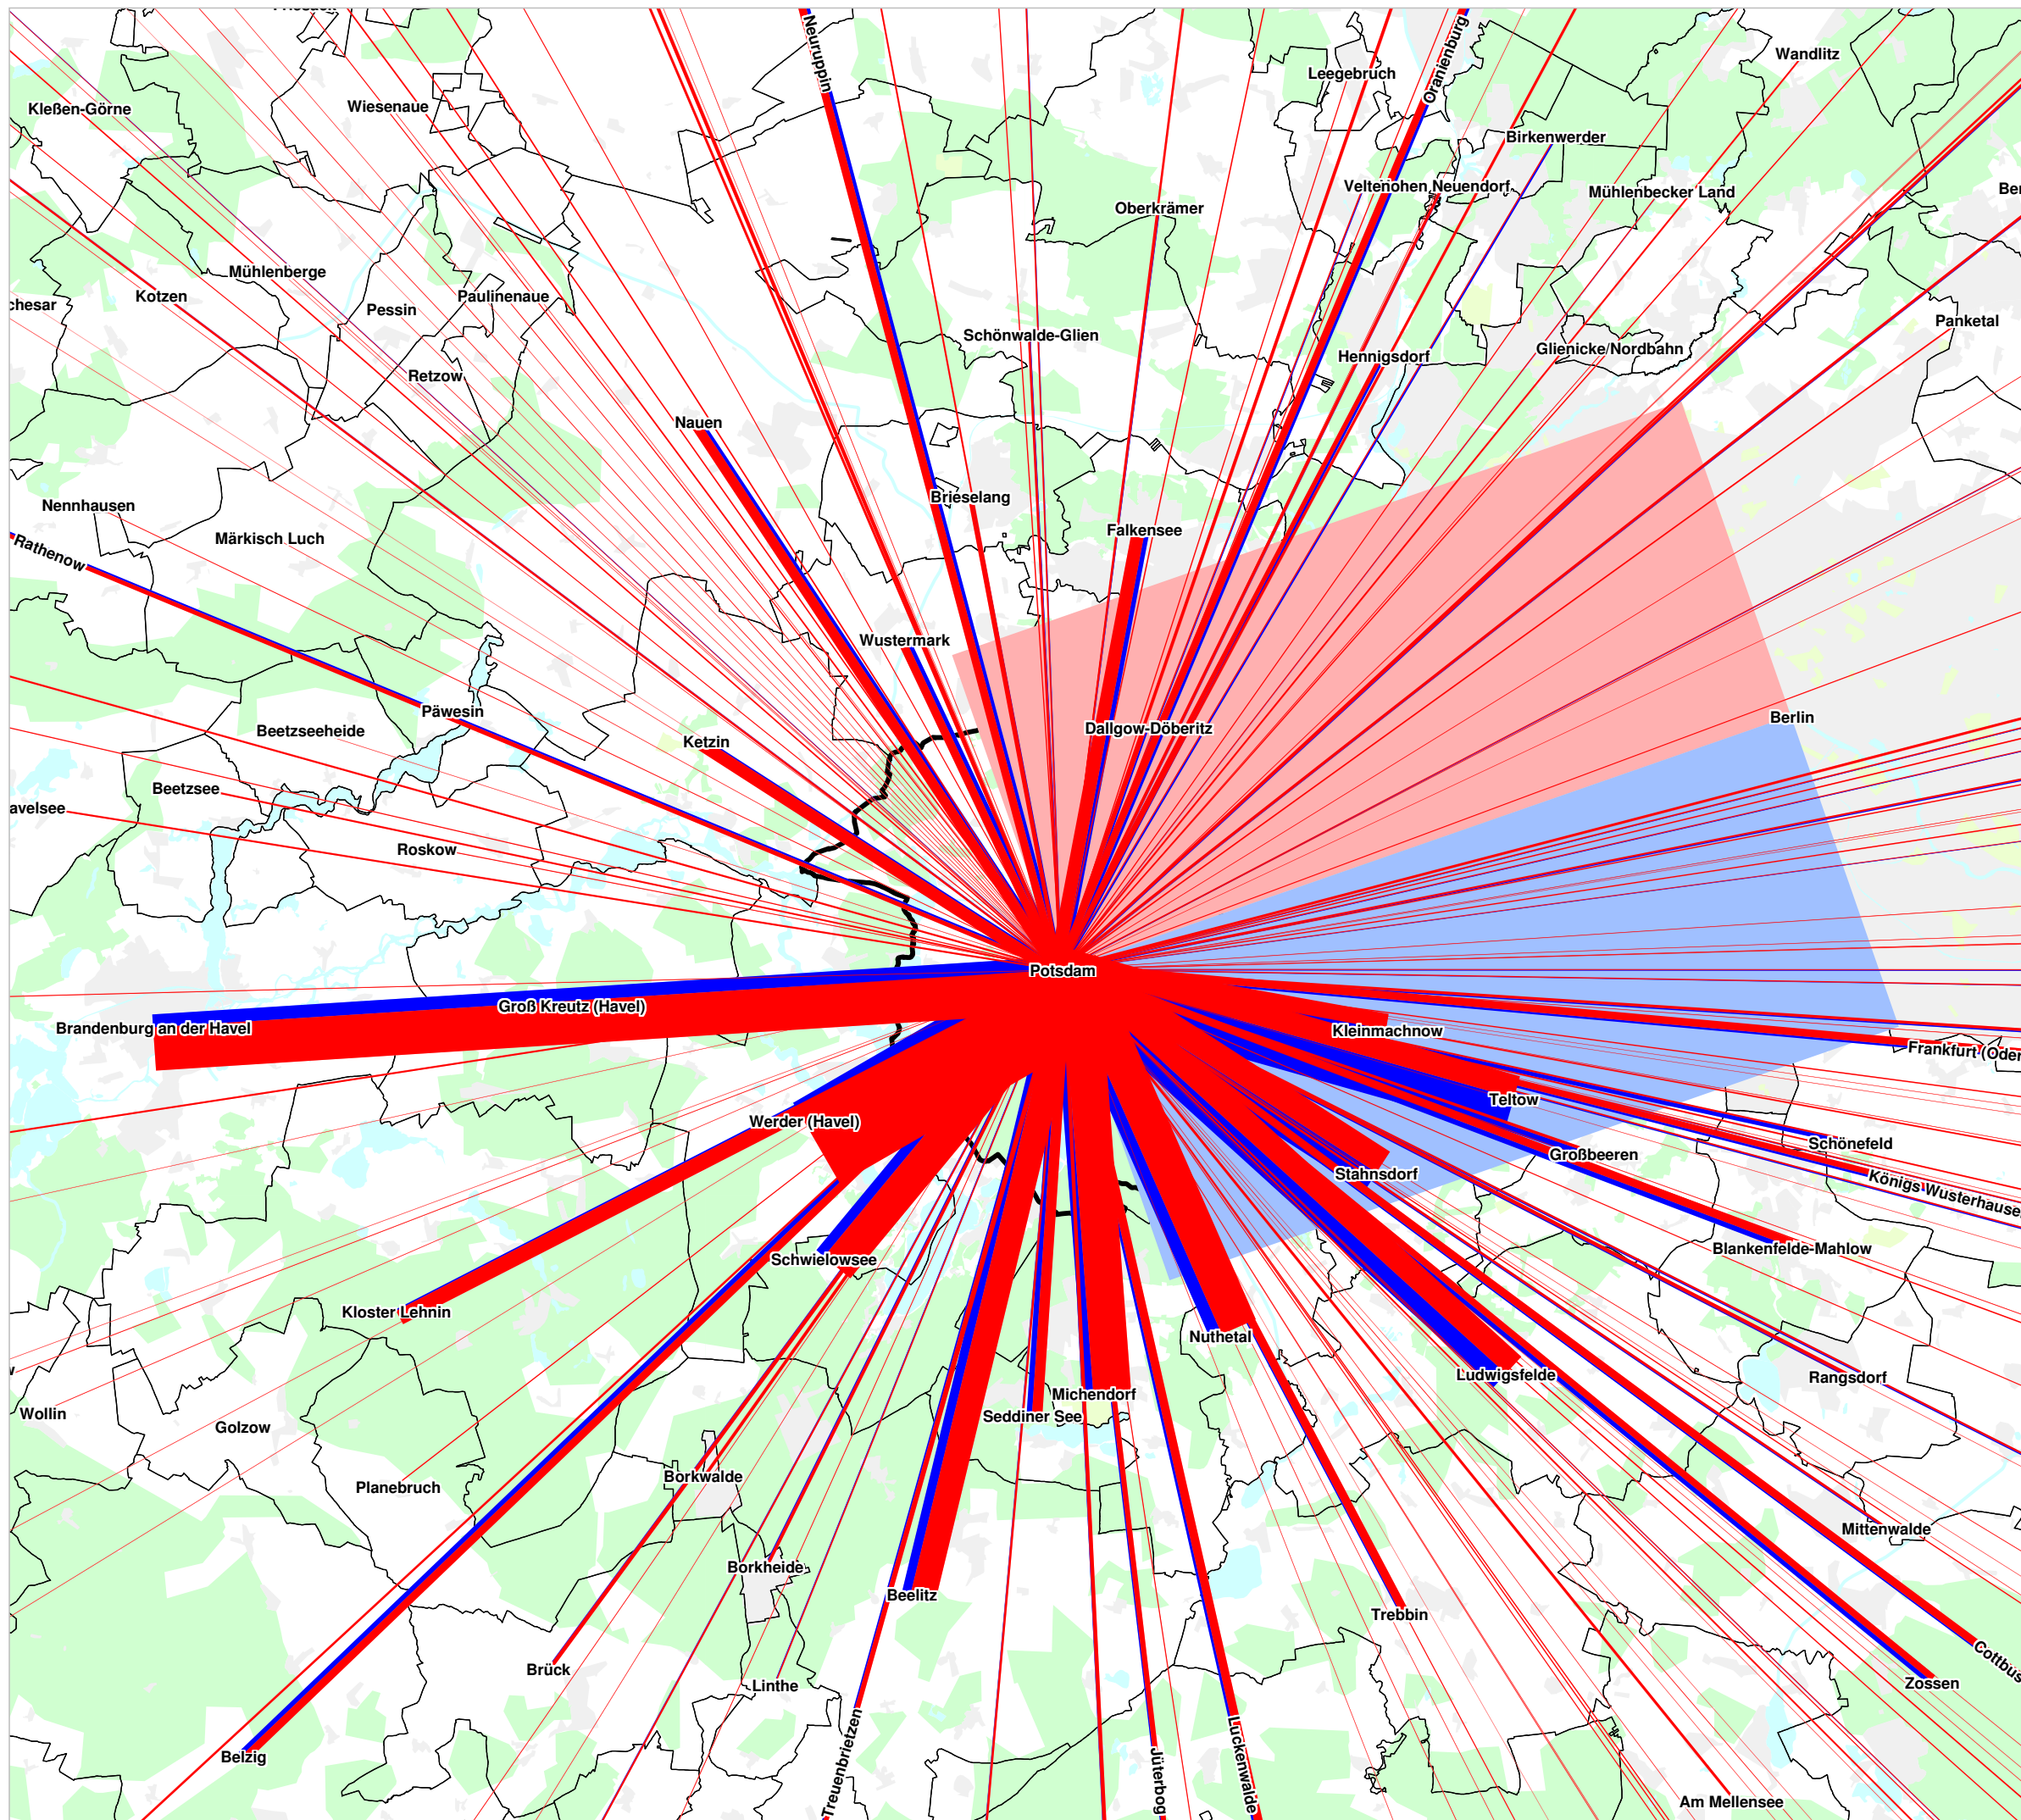 Neuruppin
Oranienburg
Wandlitz
Leegebruch
Kleßen-Görne
Wiesenaue
Birkenwerder
Velten
Hohen Neuendorf
Mühlenbecker Land
Oberkrämer
Mühlenberge
Kotzen
Paulinenaue
Pessin
Panketal
Schönwalde-Glien
Glienicke/Nordbahn
Hennigsdorf
Retzow
Nauen
Brieselang
Nennhausen
Falkensee
Märkisch Luch
Rathenow
Wustermark
Päwesin
Berlin
Beetzseeheide
Dallgow-Döberitz
Ketzin
Beetzsee
avelsee
Roskow
Potsdam
Groß Kreutz (Havel)
Brandenburg an der Havel
Kleinmachnow
Frankfurt (Oder
Teltow
Werder (Havel)
Schönefeld
Großbeeren
Stahnsdorf
Königs Wusterhause
Blankenfelde-Mahlow
Schwielowsee
Kloster Lehnin
Nuthetal
Ludwigsfelde
Rangsdorf
Michendorf
Seddiner See
Wollin
Golzow
Borkwalde
Planebruch
Mittenwalde
Borkheide
Beelitz
Trebbin
Cottbus
Brück
Zossen
Linthe
Belzig
Treuenbrietzen
Jüterbog
Luckenwalde
Am Mellensee